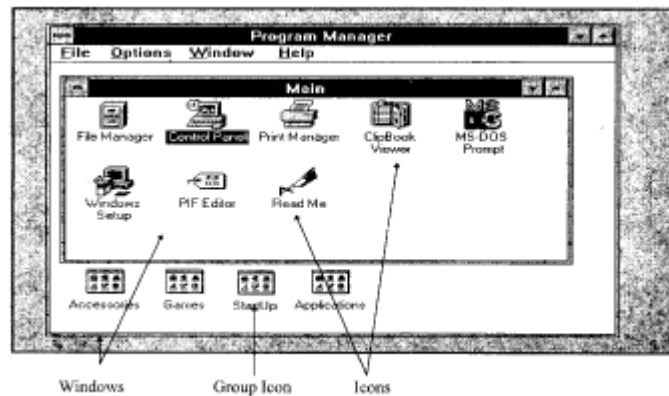 Program Manager
File Options Window Help
Main
File Manager Control Panel Print Manager ClipBook Viewer MS-DOS Prompt
Windows Setup PIF Editor Read Me
Accessories Games StartUp Applications
Windows Group Icon Icons